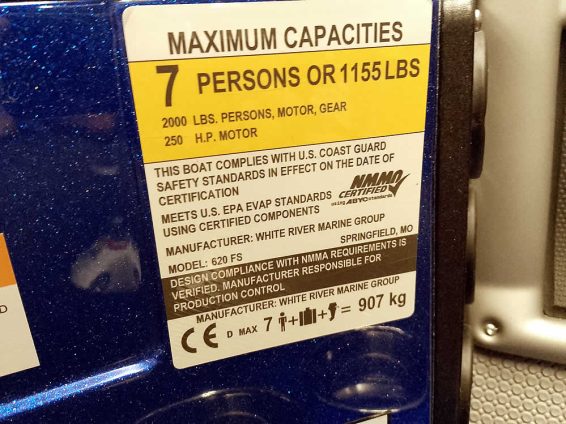 MAXIMUM CAPACITIES
7 PERSONS OR 1155 LBS
2000 LBS. PERSONS, MOTOR, GEAR
250 H.P. MOTOR
THIS BOAT COMPLIES WITH U.S. COAST GUARD
SAFETY STANDARDS IN EFFECT ON THE DATE OF
CERTIFICATION
NMMA
CERTIFIED
using ABYC standards
MEETS U.S. EPA EVAP STANDARDS
USING CERTIFIED COMPONENTS
MANUFACTURER: WHITE RIVER MARINE GROUP
MODEL: 620 FS SPRINGFIELD, MO
DESIGN COMPLIANCE WITH NMMA REQUIREMENTS IS
VERIFIED. MANUFACTURER RESPONSIBLE FOR
PRODUCTION CONTROL
MANUFACTURER: WHITE RIVER MARINE GROUP
CE D MAX 7 + + = 907 kg